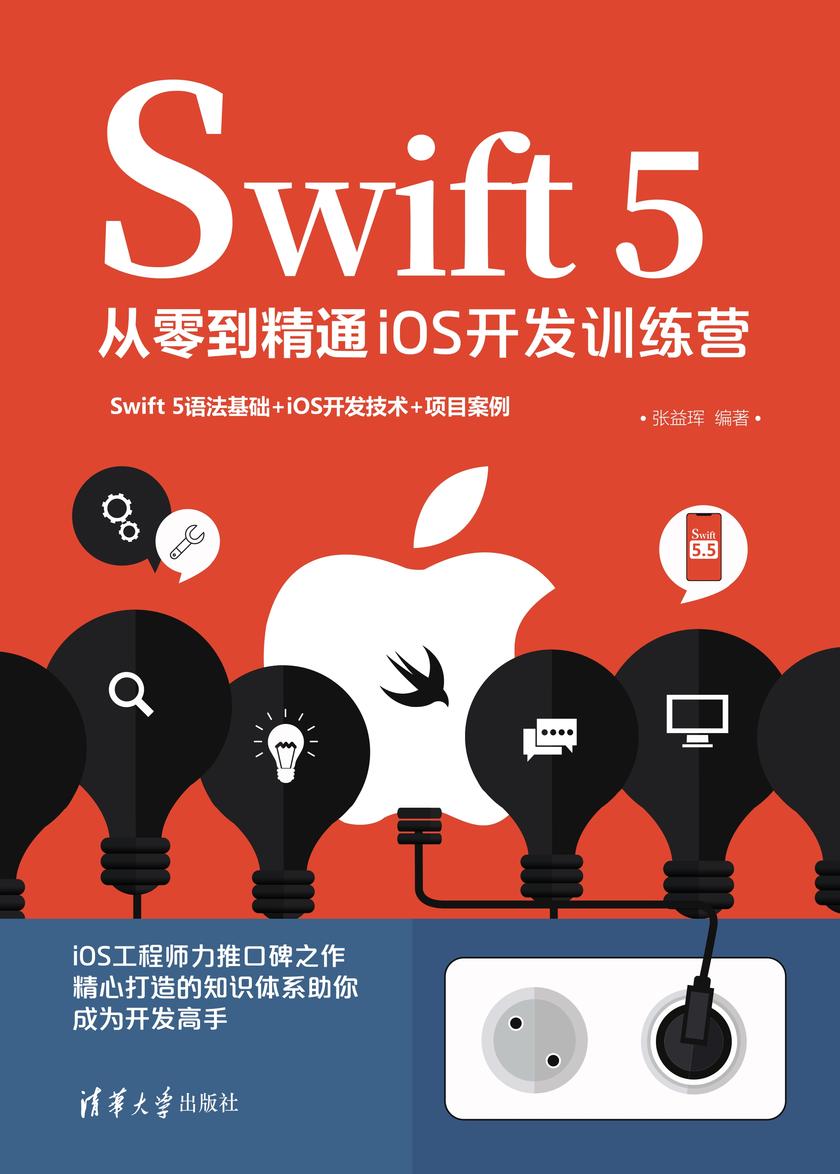 Swift 5
从零到精通iOS开发训练营
Swift 5语法基础+iOS开发技术+项目案例
• 张益珲 编著 •
Swift
5.5
iOS工程师力推口碑之作
精心打造的知识体系助你
成为开发高手
清华大学出版社